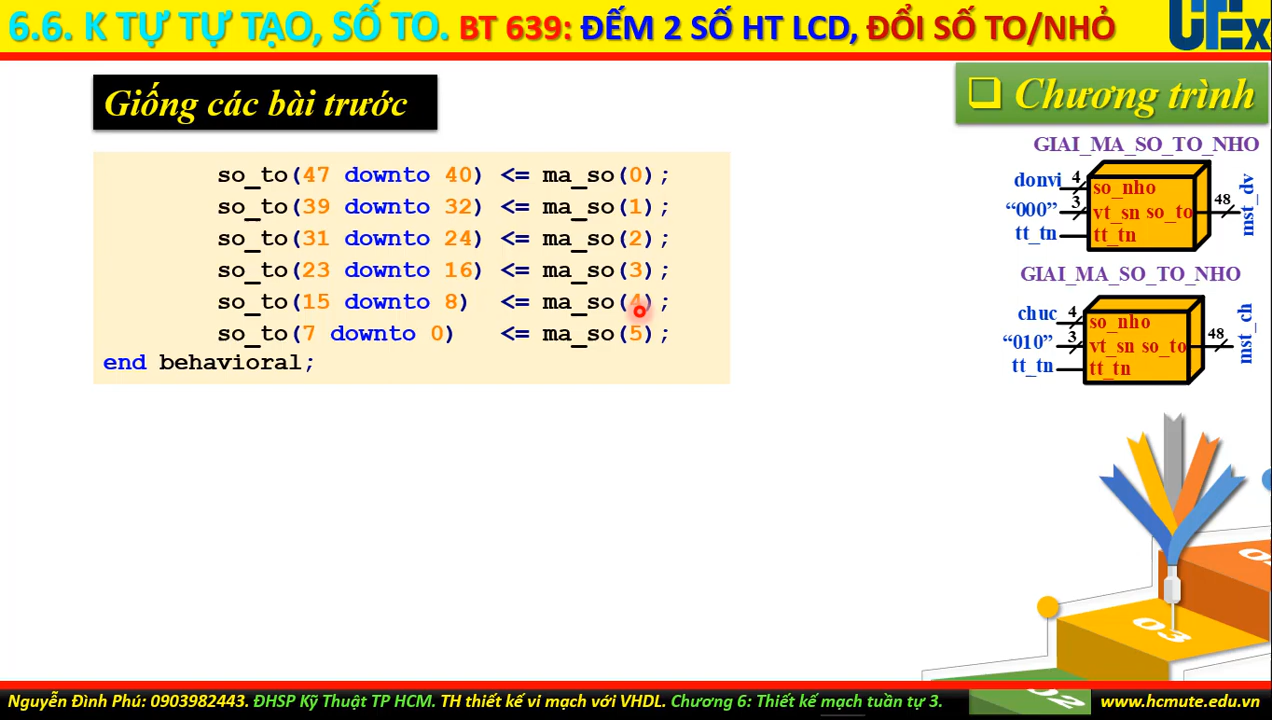 6.6. K TỰ TỰ TẠO, SỐ TO. BT 639: ĐẾM 2 SỐ HT LCD, ĐỔI SỐ TO/NHỎ
UTEx
Giống các bài trước
Chương trình
so_to(47 downto 40) <= ma_so(0);
so_to(39 downto 32) <= ma_so(1);
so_to(31 downto 24) <= ma_so(2);
so_to(23 downto 16) <= ma_so(3);
so_to(15 downto 8) <= ma_so(4);
so_to(7 downto 0) <= ma_so(5);
end behavioral;
GIAI_MA_SO_TO_NHO
donvi 4 so_nho
“000” 3 vt_sn so_to 48 mst_dv
tt_tn tt_tn
GIAI_MA_SO_TO_NHO
chuc 4 so_nho
“010” 3 vt_sn so_to 48 mst_ch
tt_tn tt_tn
03
02
Nguyễn Đình Phú: 0903982443. ĐHSP Kỹ Thuật TP HCM. TH thiết kế vi mạch với VHDL. Chương 6: Thiết kế mạch tuần tự 3. www.hcmute.edu.vn